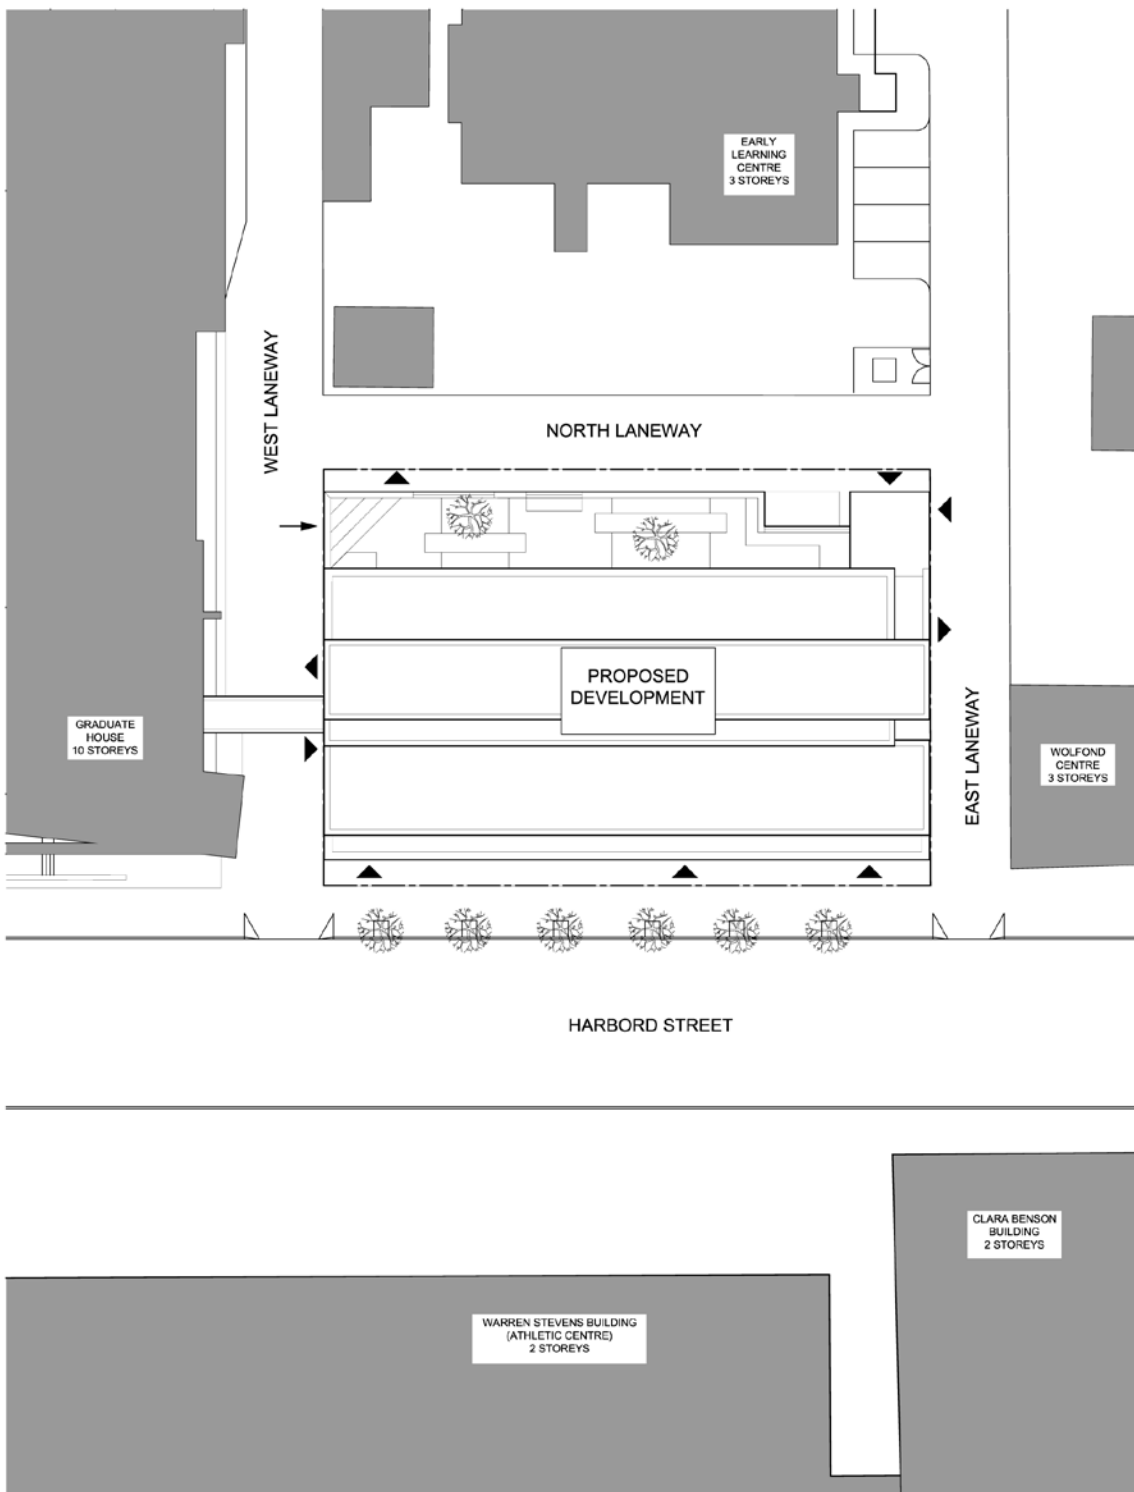 EARLY
LEARNING
CENTRE
3 STOREYS
WEST LANEWAY
NORTH LANEWAY
PROPOSED
DEVELOPMENT
GRADUATE
HOUSE
10 STOREYS
EAST LANEWAY
WOLFOND
CENTRE
3 STOREYS
HARBORD STREET
CLARA BENSON
BUILDING
2 STOREYS
WARREN STEVENS BUILDING
(ATHLETIC CENTRE)
2 STOREYS